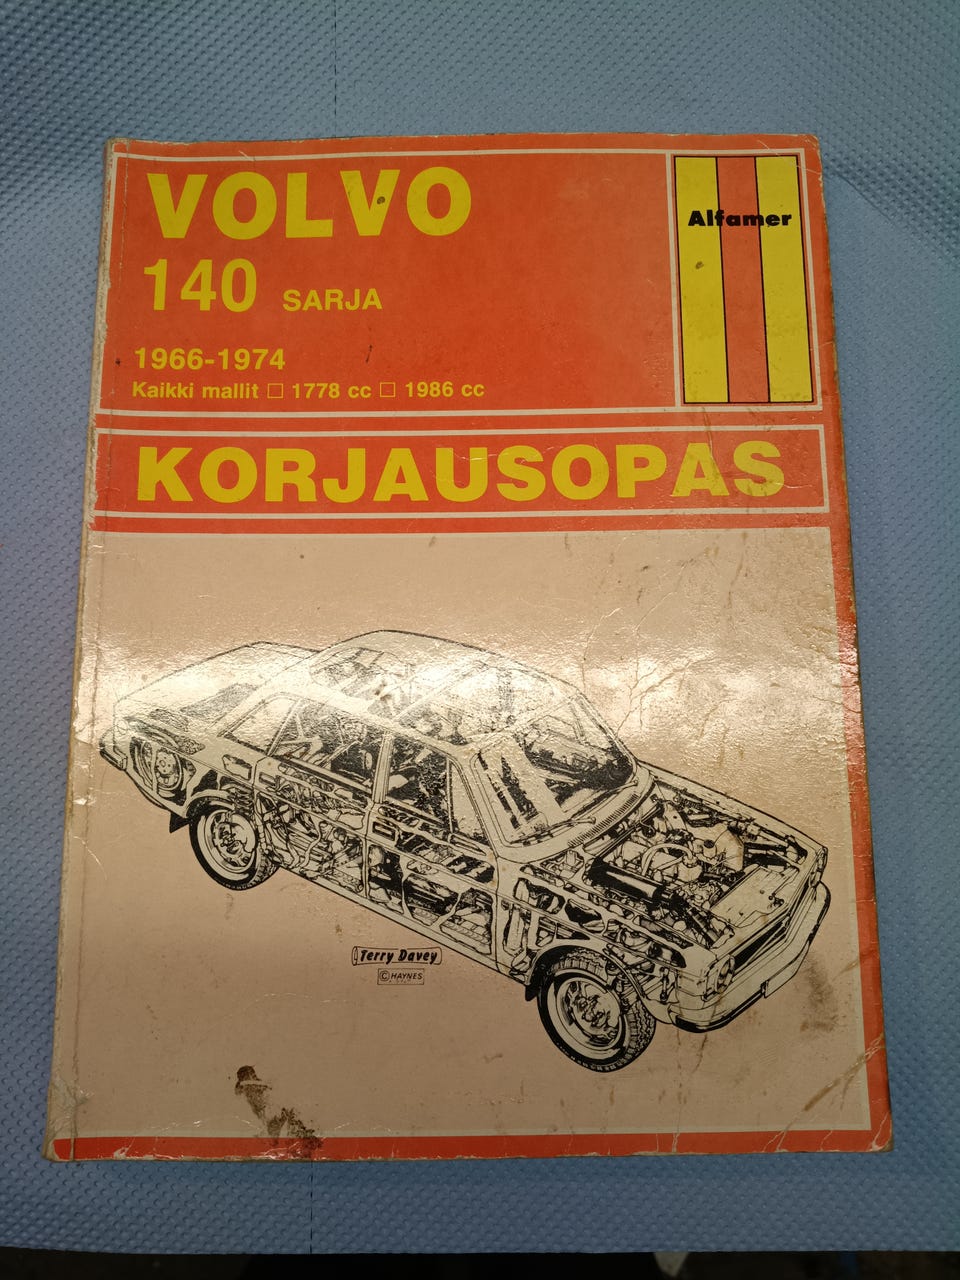 VOLVO
Alfamer
140 SARJA
1966-1974
Kaikki mallit □ 1778 cc □ 1986 cc
KORJAUSOPAS
Terry Davey
© HAYNES